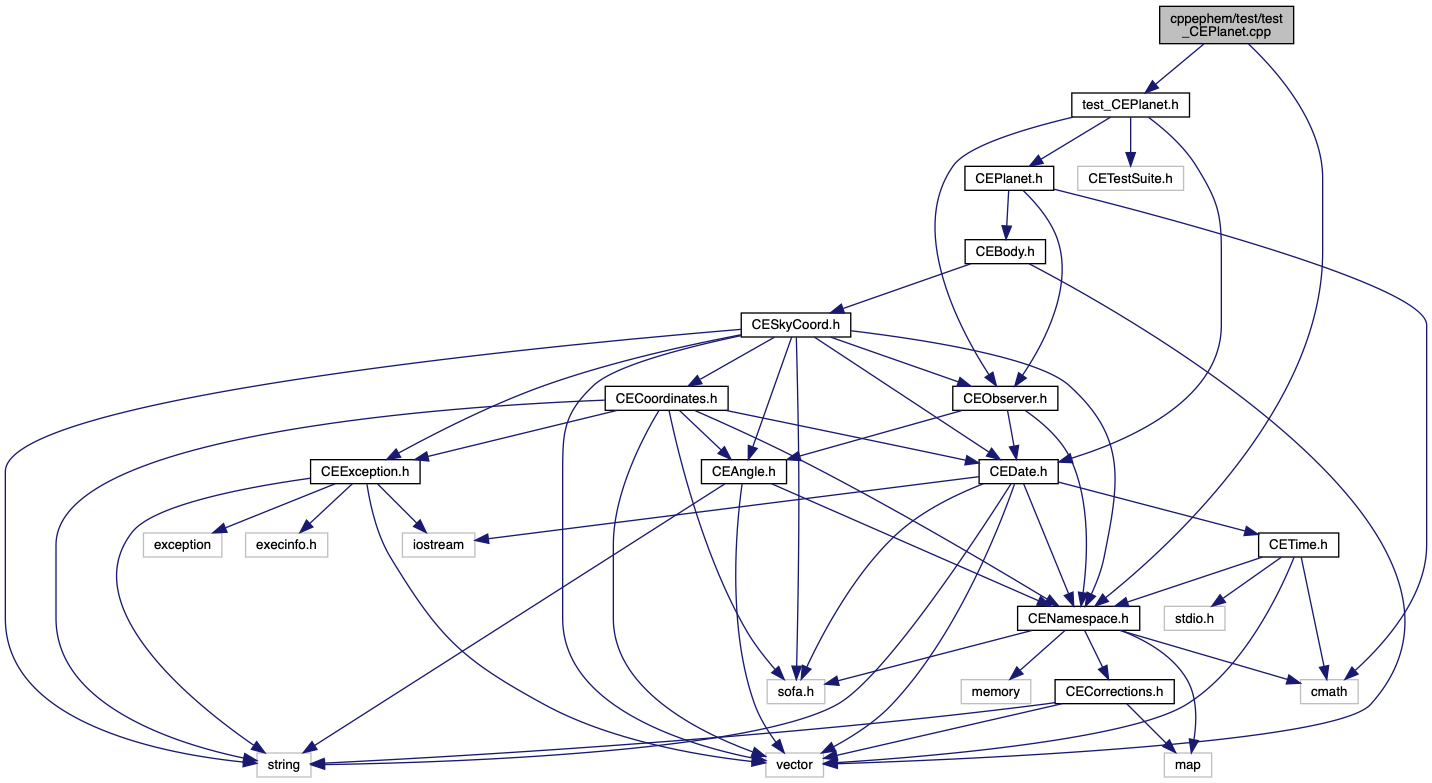 cppephem/test/test
_CEPlanet.cpp
test_CEPlanet.h
CEPlanet.h
CETestSuite.h
CEBody.h
CESkyCoord.h
CECoordinates.h
CEObserver.h
CEException.h
CEAngle.h
CEDate.h
exception
execinfo.h
iostream
CETime.h
CENamespace.h
stdio.h
sofa.h
memory
CECorrections.h
cmath
string
vector
map